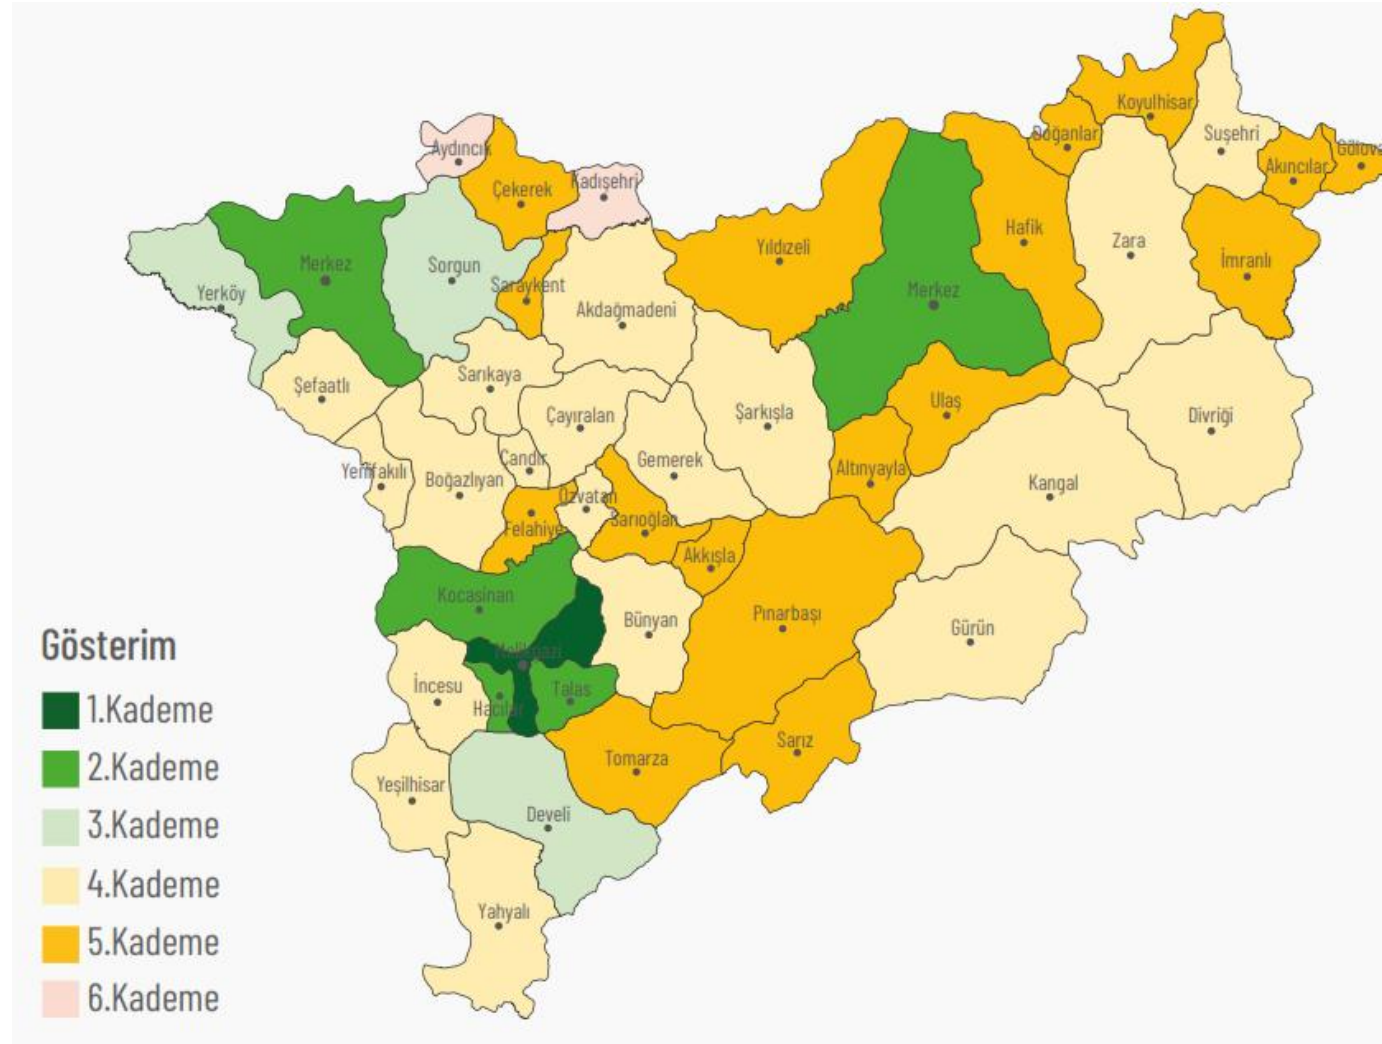 Koyulhisar
Doğanlar
Suşehri
Gölova
Akıncılar
Aydıncık
Kadışehri
Çekerek
Hafik
Zara
Yıldızeli
İmranlı
Merkez
Sorgun
Saraykent
Merkez
Yerköy
Akdağmadeni
Sarıkaya
Şefaatlı
Ulaş
Çayıralan
Şarkışla
Divriği
Çandır
Gemerek
Altınyayla
Yenifakılı
Boğazlıyan
Kangal
Özvatan
Felahiye
Sarıoğlan
Akkışla
Kocasinan
Bünyan
Pınarbaşı
Gürün
Melikgazi
İncesu
Hacılar
Talas
Sarız
Tomarza
Yeşilhisar
Develi
Yahyalı
Gösterim
1.Kademe
2.Kademe
3.Kademe
4.Kademe
5.Kademe
6.Kademe